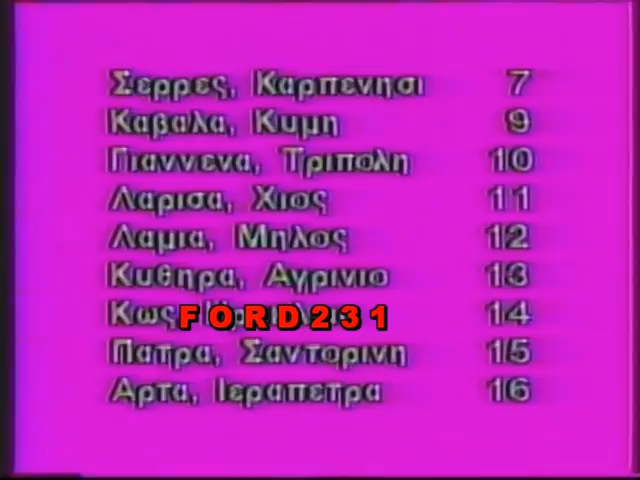 Σερρες, Καρπενησι 7
Καβαλα, Κυμη 9
Γιαννενα, Τριπολη 10
Λαρισα, Χιος 11
Λαμια, Μηλος 12
Κυθηρα, Αγρινιο 13
Κως FORD231 14
Πατρα, Σαντορινη 15
Αρτα, Ιεραπετρα 16